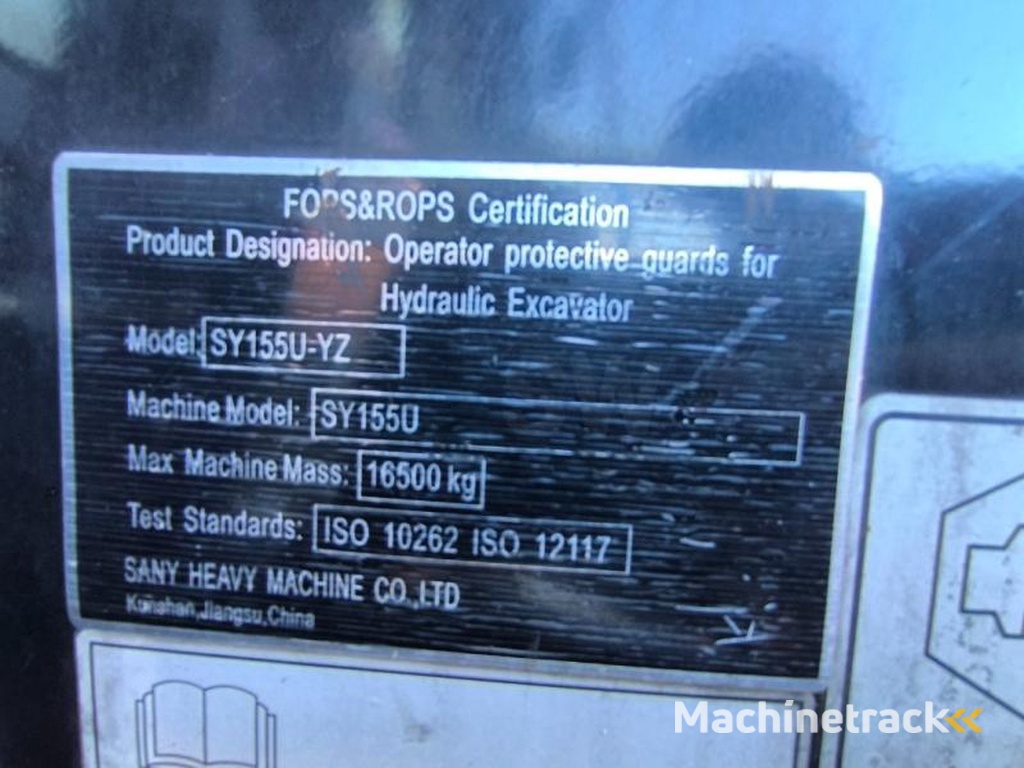 FOPS&ROPS Certification
Product Designation: Operator protective guards for
Hydraulic Excavator
Model: SY155U-YZ
Machine Model: SY155U
Max Machine Mass: 16500 kg
Test Standards: ISO 10262 ISO 12117
SANY HEAVY MACHINE CO.,LTD
Kunshan,Jiangsu,China
Machinetrack